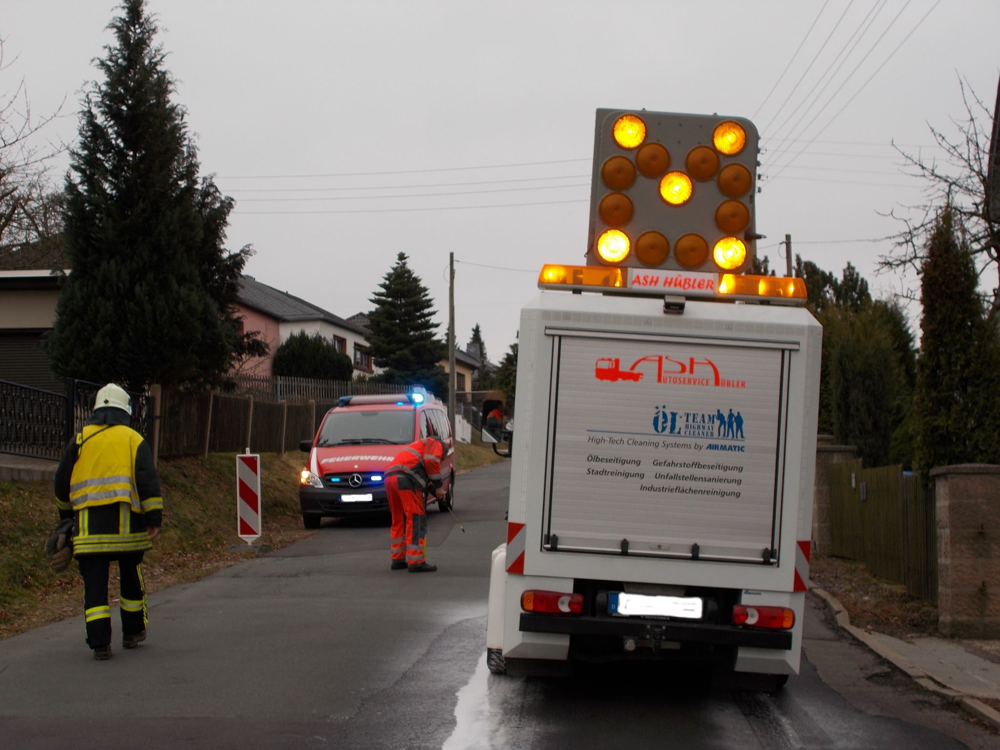 ASH HÜBLER
ASH
AUTOSERVICE HÜBLER
ÖL-TEAM
HIGHWAY
CLEANER
High-Tech Cleaning Systems by AIRMATIC
Ölbeseitigung Gefahrstoffbeseitigung
Stadtreinigung Unfallstellensanierung
Industrieflächenreinigung
FEUERWEHR
AIRMATIC
D